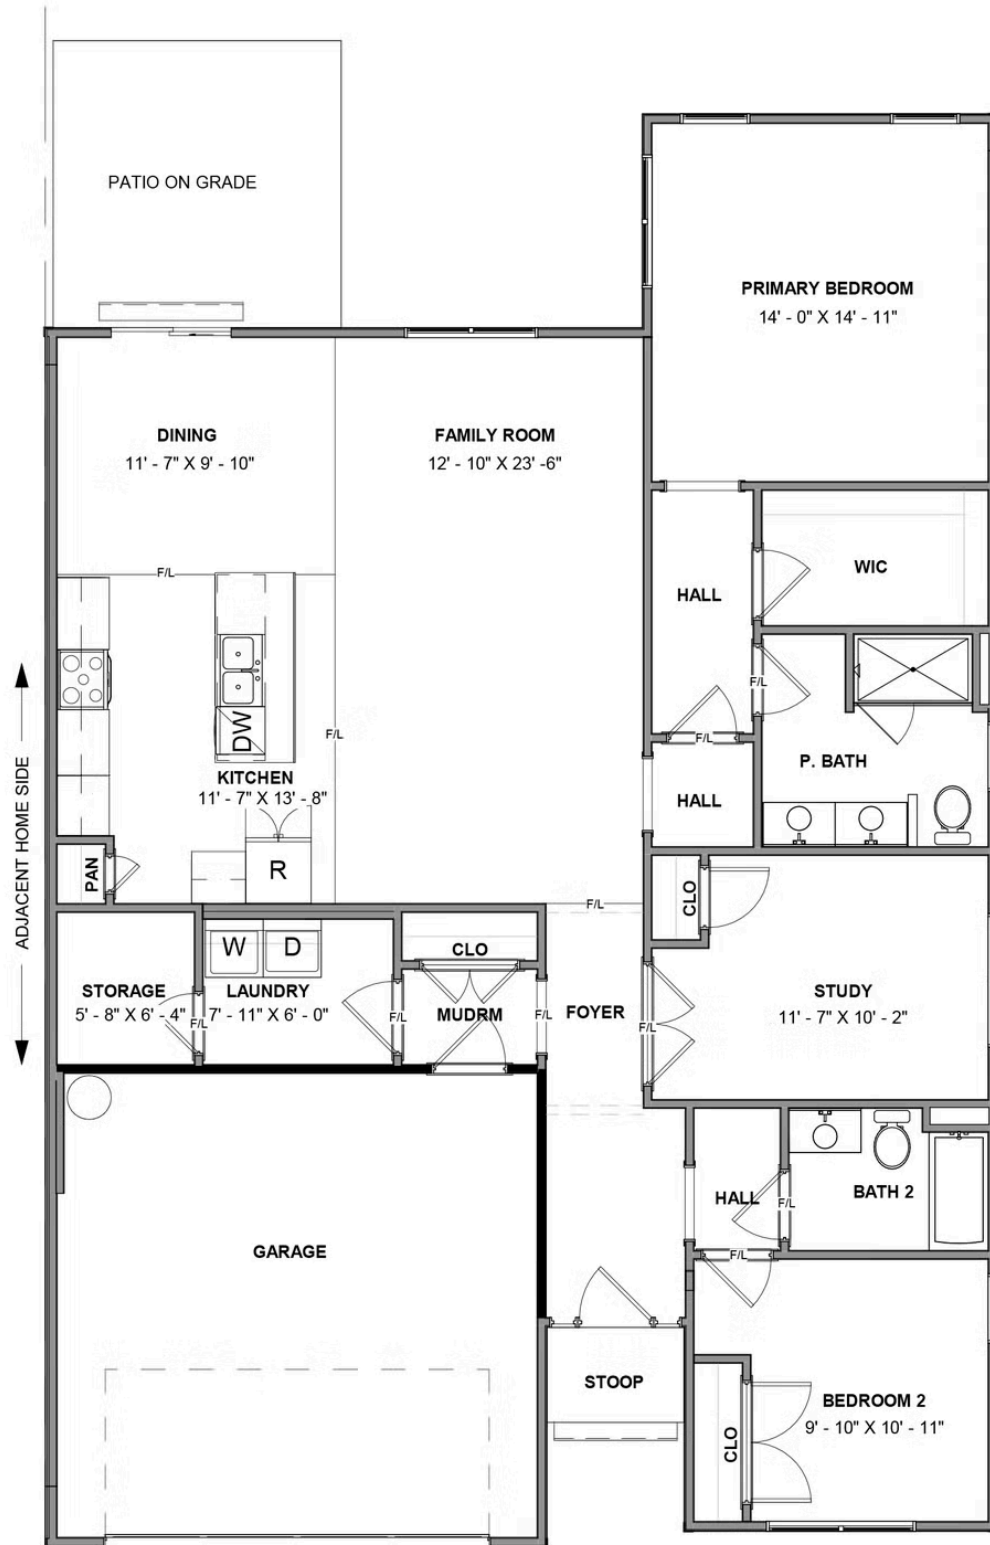 PATIO ON GRADE
PRIMARY BEDROOM
14' - 0" X 14' - 11"
DINING
11' - 7" X 9' - 10"
FAMILY ROOM
12' - 10" X 23' -6"
F/L
WIC
HALL
F/L
F/L
F/L
DW
P. BATH
KITCHEN
11' - 7" X 13' - 8"
HALL
ADJACENT HOME SIDE
PAN
R
CLO
F/L
W
D
CLO
STORAGE
5' - 8" X 6' - 4"
F/L
LAUNDRY
7' - 11" X 6' - 0"
F/L
MUDRM
F/L
FOYER
F/L
STUDY
11' - 7" X 10' - 2"
HALL
F/L
BATH 2
GARAGE
F/L
STOOP
BEDROOM 2
9' - 10" X 10' - 11"
CLO